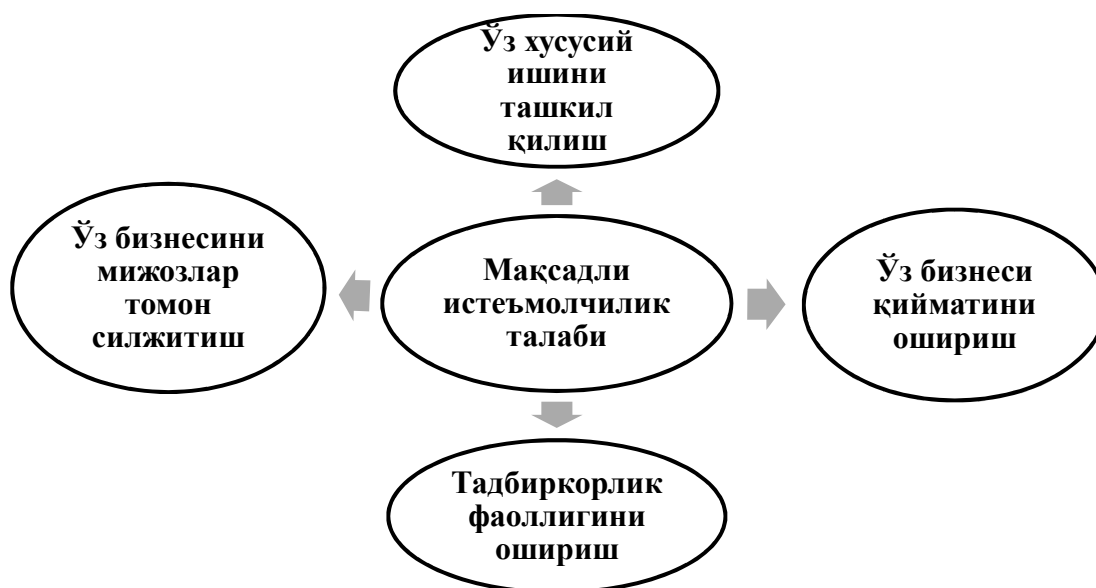 Ўз хусусий
ишини
ташкил
қилиш
Ўз бизнесини
мижозлар
томон
силжитиш
Мақсадли
истеъмолчилик
талаби
Ўз бизнеси
қийматини
ошириш
Тадбиркорлик
фаоллигини
ошириш